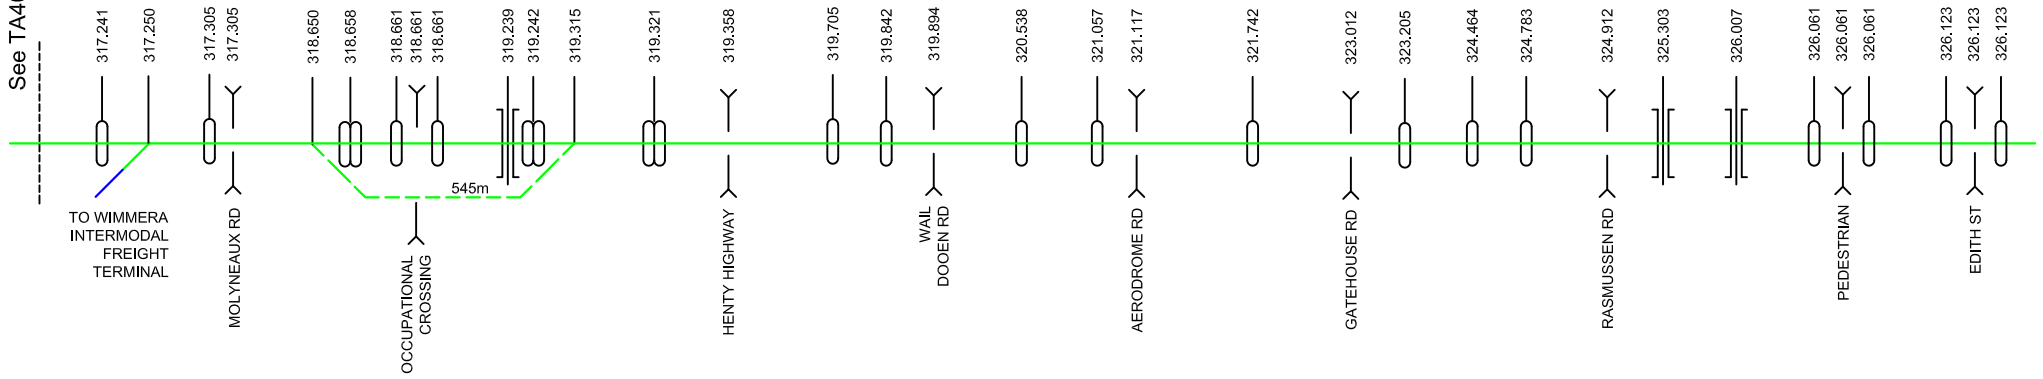 See TA40
317.241
317.250
317.305
317.305
318.650
318.658
318.661
318.661
318.661
319.239
319.242
319.315
319.321
319.358
319.705
319.842
319.894
320.538
321.057
321.117
321.742
323.012
323.205
324.464
324.783
324.912
325.303
326.007
326.061
326.061
326.061
326.123
326.123
326.123
545m
TO WIMMERA
INTERMODAL
FREIGHT
TERMINAL
MOLYNEAUX RD
OCCUPATIONAL
CROSSING
HENTY HIGHWAY
WAIL
DOOEN RD
AERODROME RD
GATEHOUSE RD
RASMUSSEN RD
PEDESTRIAN
EDITH ST